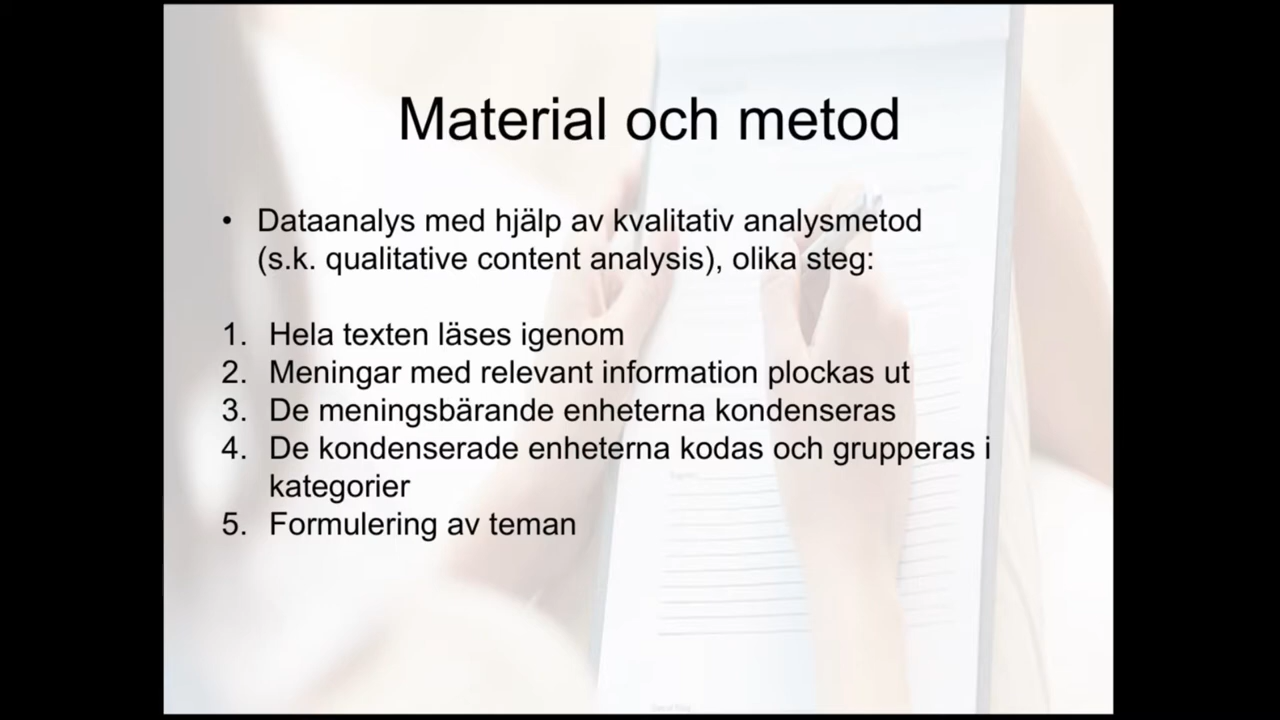 Material och metod
• Dataanalys med hjälp av kvalitativ analysmetod
(s.k. qualitative content analysis), olika steg:
1. Hela texten läses igenom
2. Meningar med relevant information plockas ut
3. De meningsbärande enheterna kondenseras
4. De kondenserade enheterna kodas och grupperas i
kategorier
5. Formulering av teman